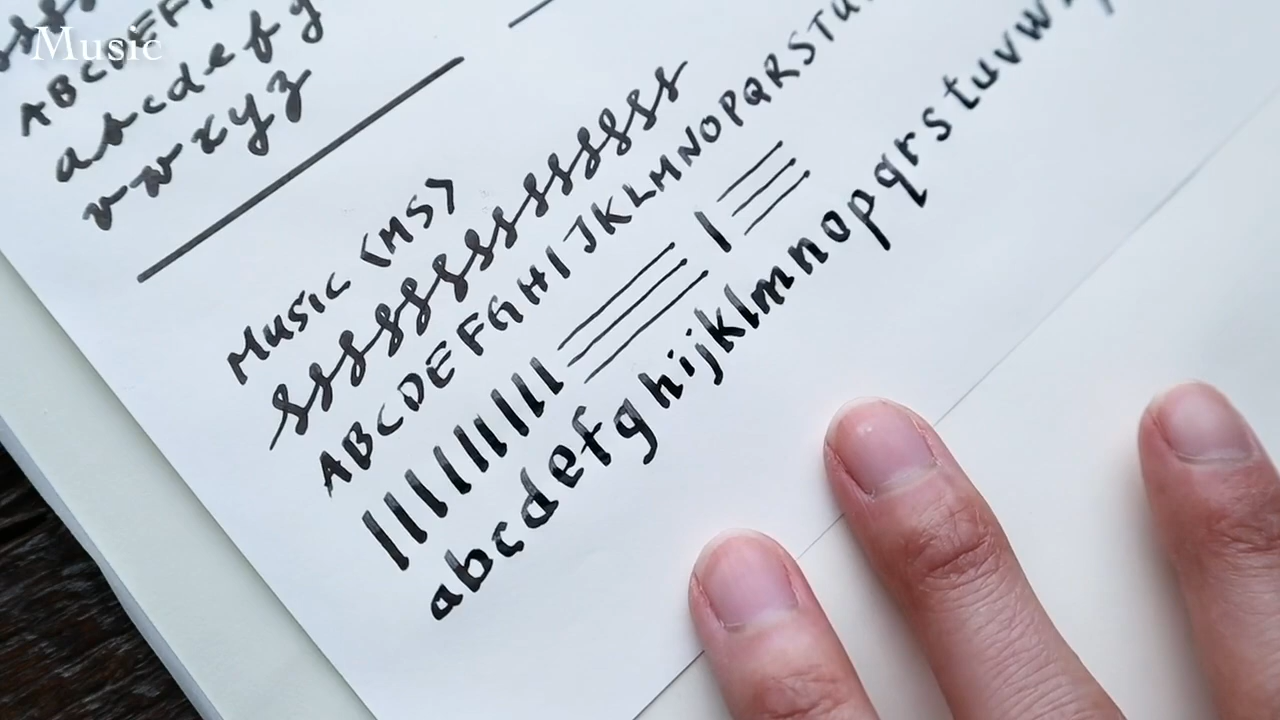 Music
ABCDEF
abcdefg
vwxyz
MUSIC (MS)
ABCDEFGHIJKLMNOPQRSTU
abcdefghijklmnopqrstuvw